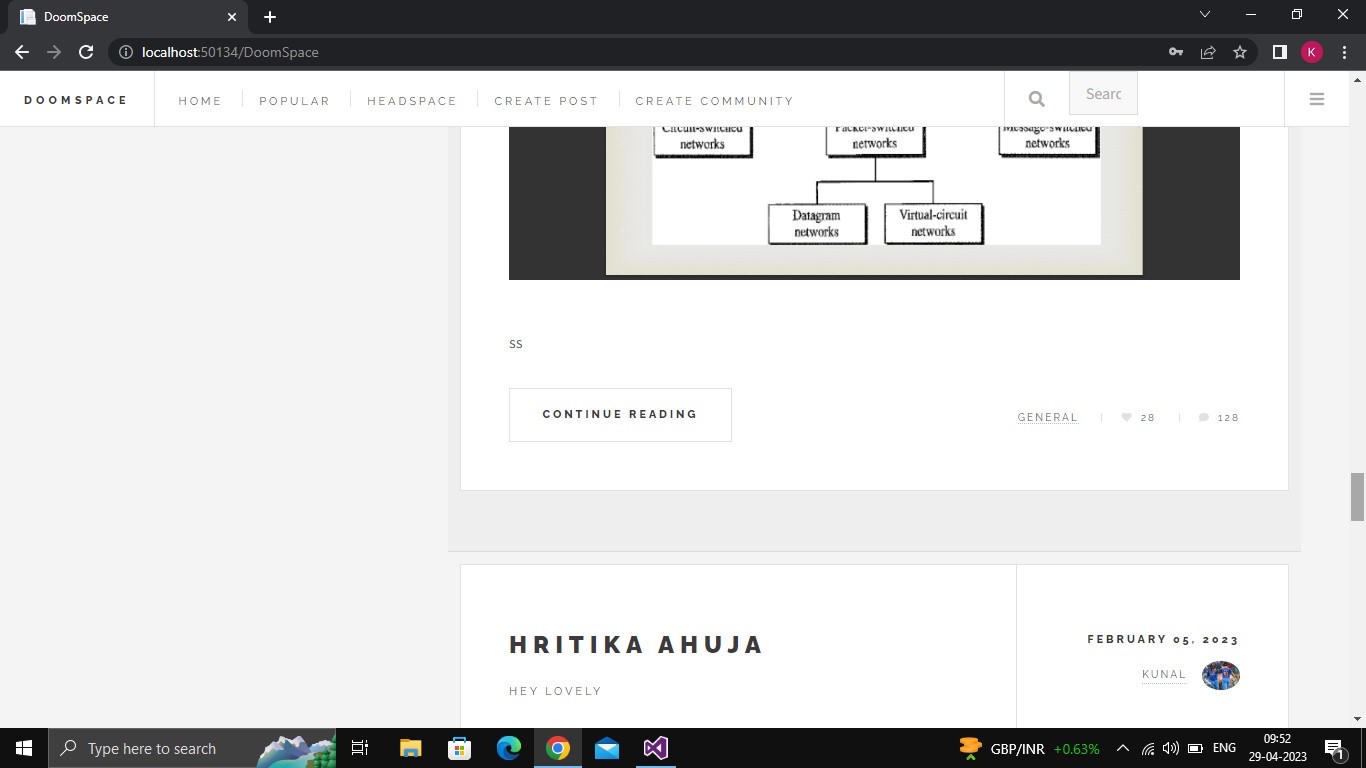 DoomSpace
localhost:50134/DoomSpace
K
DOOMSPACE
HOME
POPULAR
HEADSPACE
CREATE POST
CREATE COMMUNITY
Searc
Circuit-switched
networks
Packet-switched
networks
Message-switched
networks
Datagram
networks
Virtual-circuit
networks
ss
CONTINUE READING
GENERAL
28
128
HRITIKA AHUJA
HEY LOVELY
FEBRUARY 05, 2023
KUNAL
Type here to search
GBP/INR +0.63%
ENG
09:52
29-04-2023
1